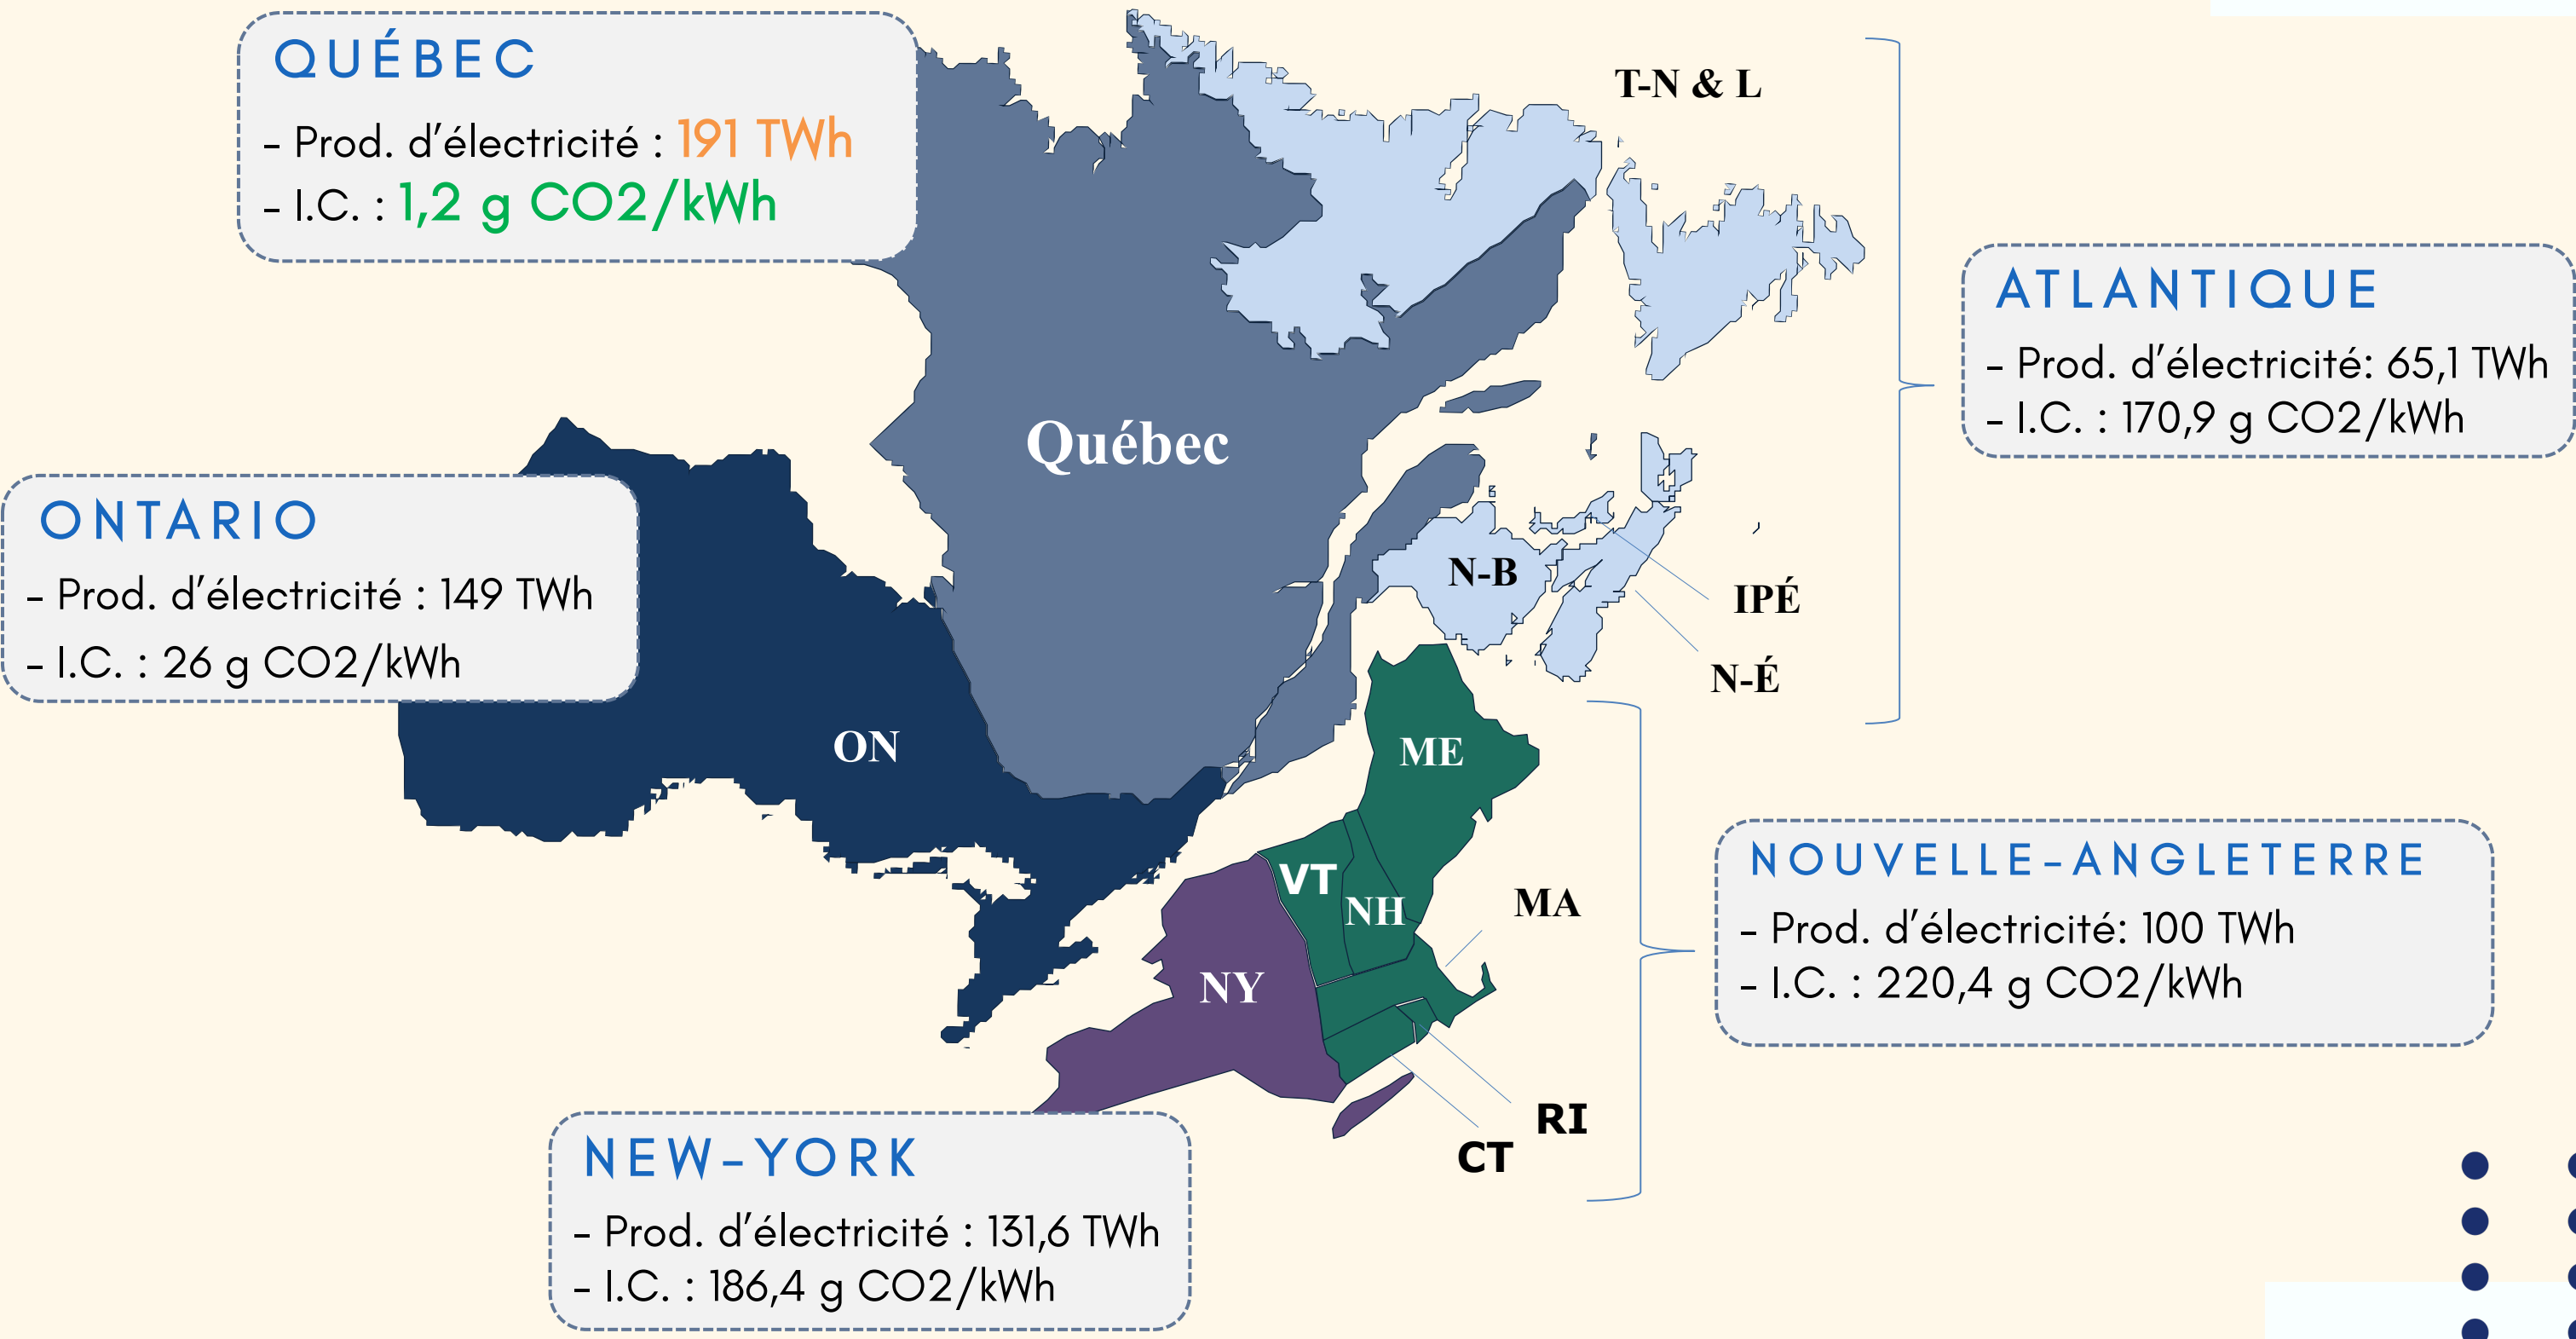 QUÉBEC
- Prod. d'électricité : 191 TWh
- I.C. : 1,2 g CO2/kWh
T-N & L
ATLANTIQUE
- Prod. d'électricité: 65,1 TWh
- I.C. : 170,9 g CO2/kWh
Québec
ONTARIO
- Prod. d'électricité : 149 TWh
- I.C. : 26 g CO2/kWh
N-B
IPÉ
N-É
ON
ME
VT
NH
MA
NY
NOUVELLE-ANGLETERRE
- Prod. d'électricité: 100 TWh
- I.C. : 220,4 g CO2/kWh
RI
CT
NEW-YORK
- Prod. d'électricité : 131,6 TWh
- I.C. : 186,4 g CO2/kWh